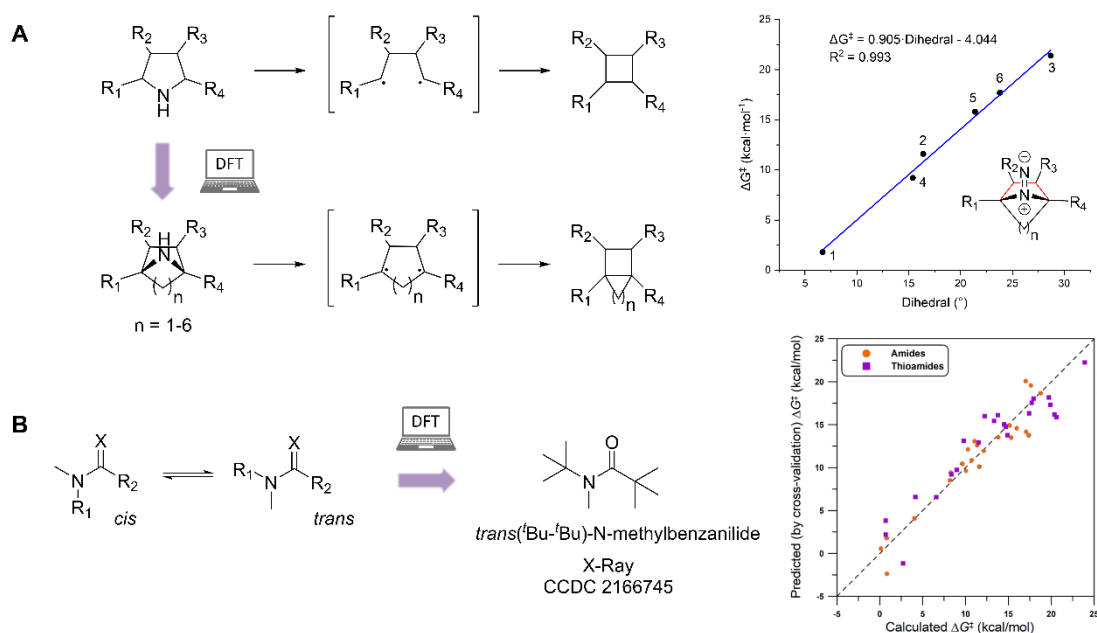 A
R2
R3
R1
R4
N
H
R2
R3
R1
R4
R2
R3
R1
R4
DFT
R2
H
N
R3
R1
R4
( )n
n = 1-6
R2
R3
R1
R4
( )n
R2
R3
R1
R4
( )n
ΔG‡ = 0.905·Dihedral - 4.044
R2 = 0.993
ΔG‡ (kcal·mol-1)
25
20
15
10
5
0
1
2
3
4
5
6
0
5
10
15
20
25
30
Dihedral (°)
R2
N
R3
N
R1
R4
( )n
B
X
N
R1
R2
cis
R1
X
N
R2
trans
DFT
O
N
trans(tBu-tBu)-N-methylbenzanilide
X-Ray
CCDC 2166745
Amides
Thioamides
Predicted (by cross-validation) ΔG‡ (kcal/mol)
25
20
15
10
5
0
-5
-5
0
5
10
15
20
25
Calculated ΔG‡ (kcal/mol)